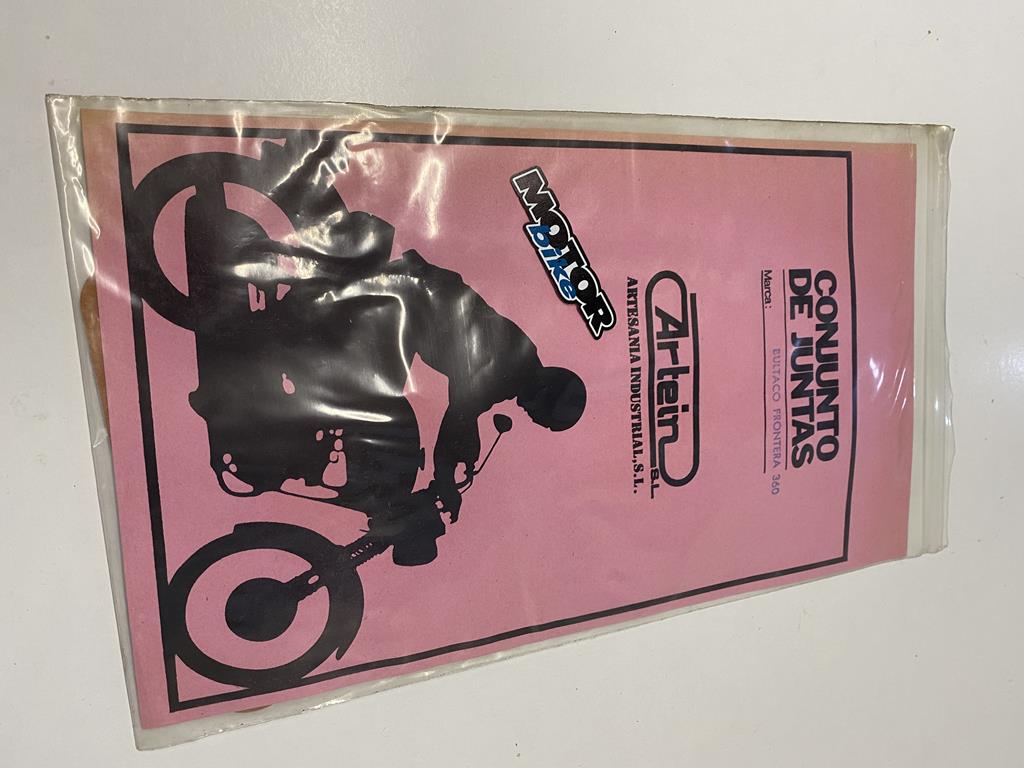 CONJUNTO
DE JUNTAS
BULTACO FRONTERA 360
Marca :
Artein S.L.
ARTESANIA INDUSTRIAL, S.L.
MOTOR
bike